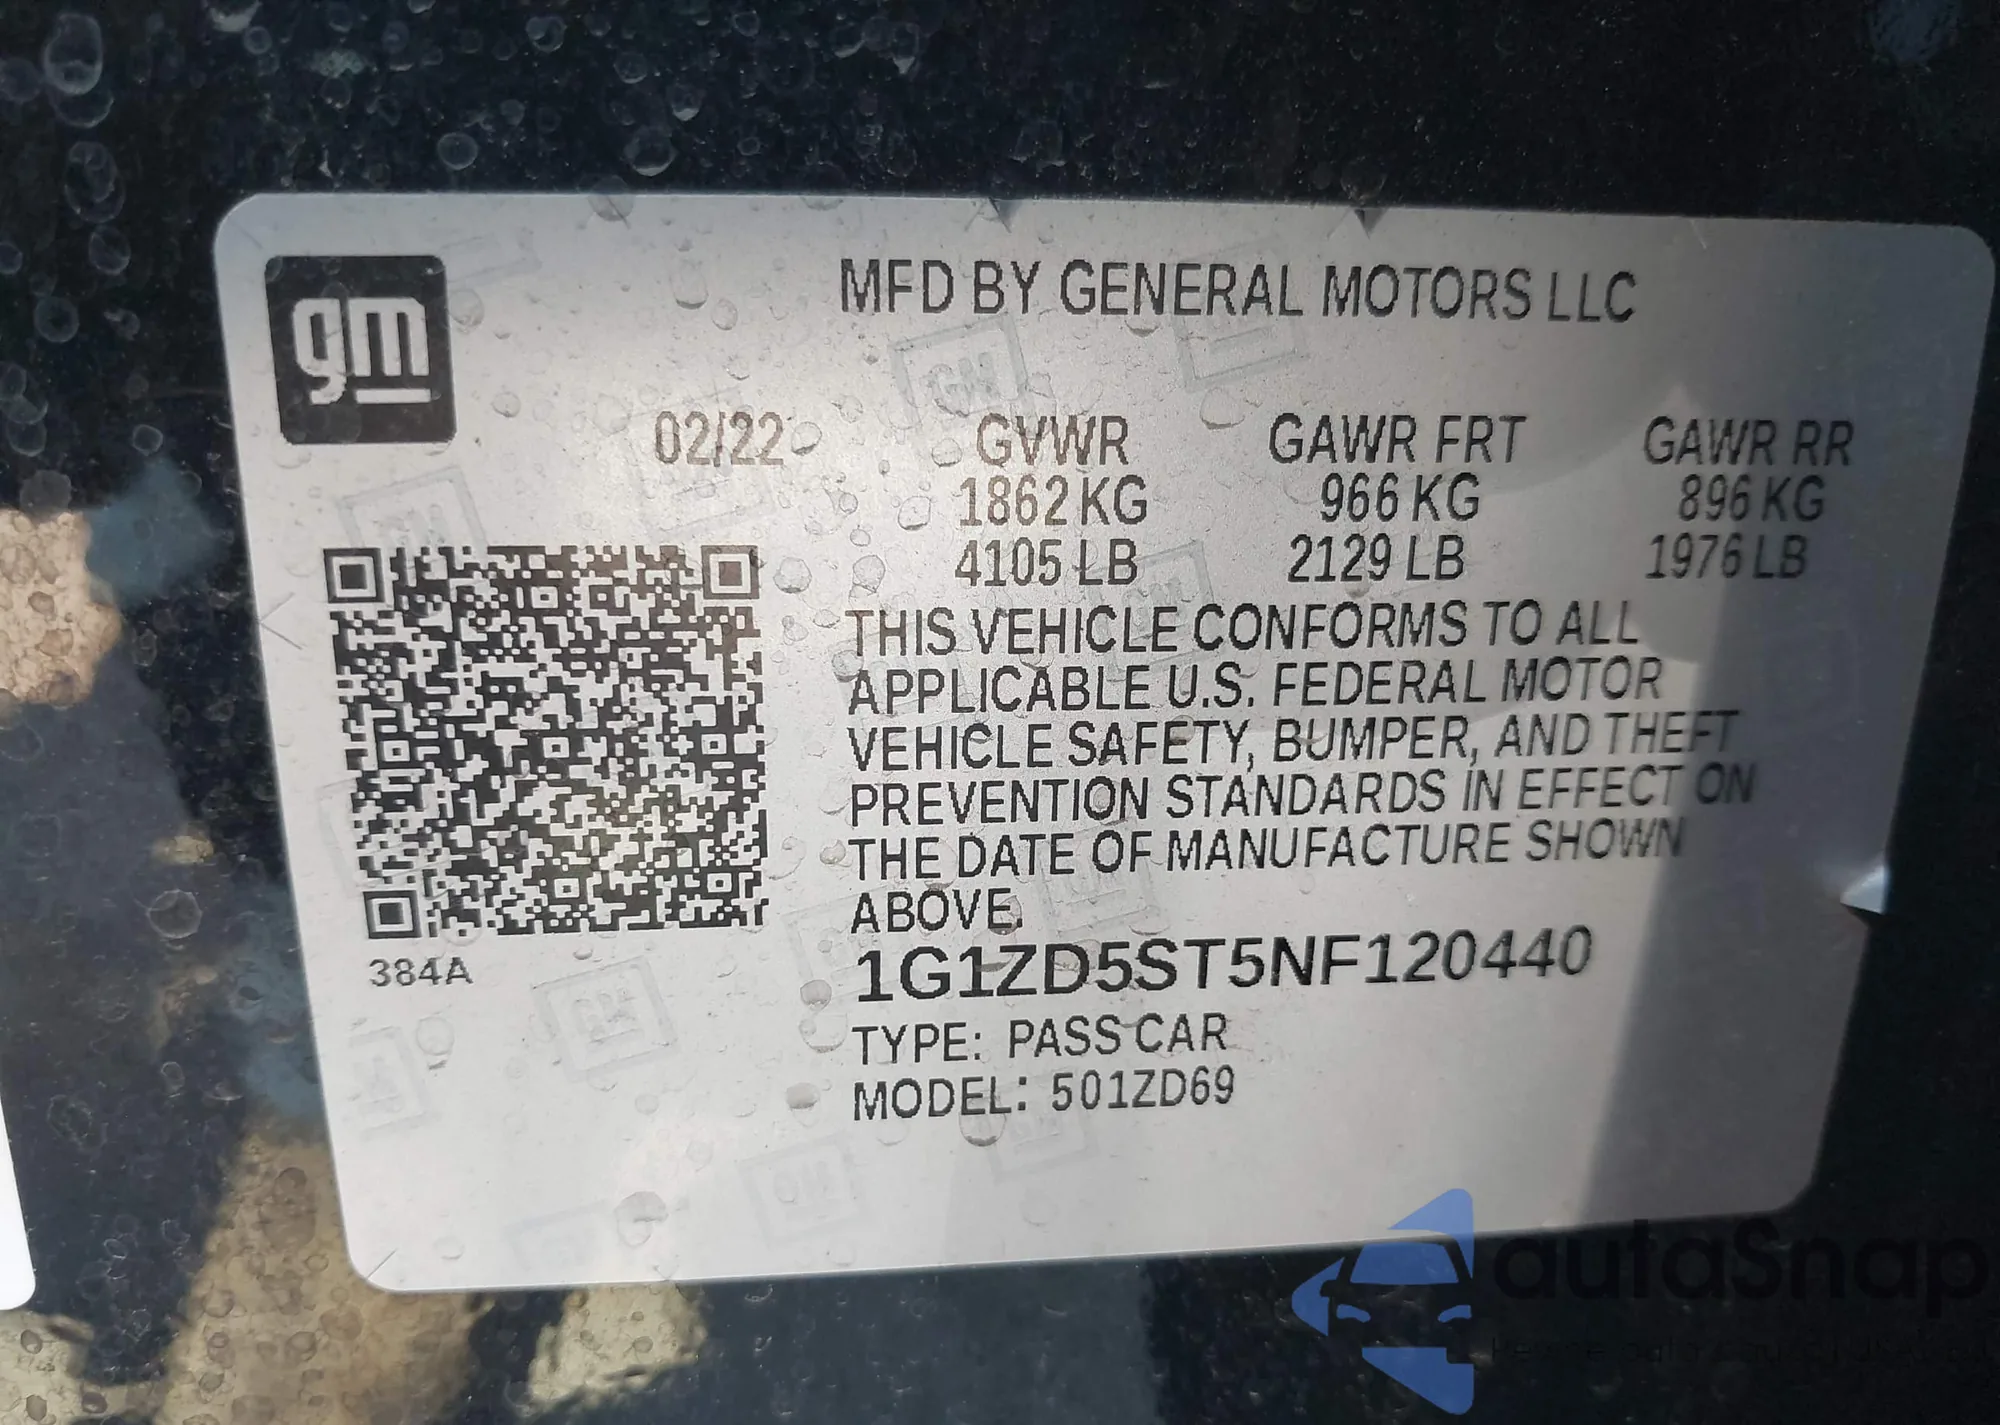 gm
MFD BY GENERAL MOTORS LLC
02/22 GVWR GAWR FRT GAWR RR
1862 KG 966 KG 896 KG
4105 LB 2129 LB 1976 LB
THIS VEHICLE CONFORMS TO ALL
APPLICABLE U.S. FEDERAL MOTOR
VEHICLE SAFETY, BUMPER, AND THEFT
PREVENTION STANDARDS IN EFFECT ON
THE DATE OF MANUFACTURE SHOWN
ABOVE.
384A
1G1ZD5ST5NF120440
TYPE: PASS CAR
MODEL: 501ZD69
autoSnap